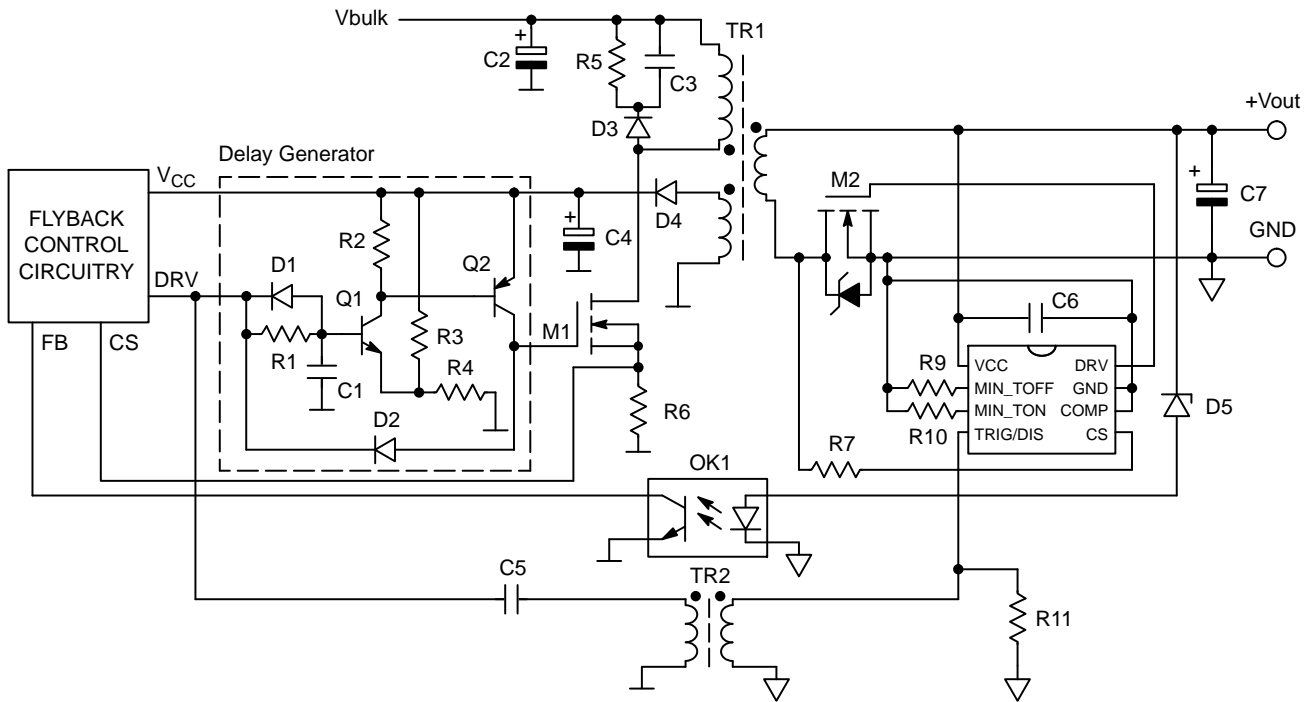 Vbulk
TR1
C2
+
R5
C3
+Vout
D3
Delay Generator
VCC
M2
+
C7
FLYBACK
CONTROL
CIRCUITRY
R2
+
C4
D4
GND
DRV
D1
Q2
Q1
C6
FB
CS
R1
R3
M1
VCC
DRV
R9
MIN_TOFF
GND
C1
R4
MIN_TON
COMP
D5
R6
R10
TRIG/DIS
CS
D2
R7
OK1
C5
TR2
R11